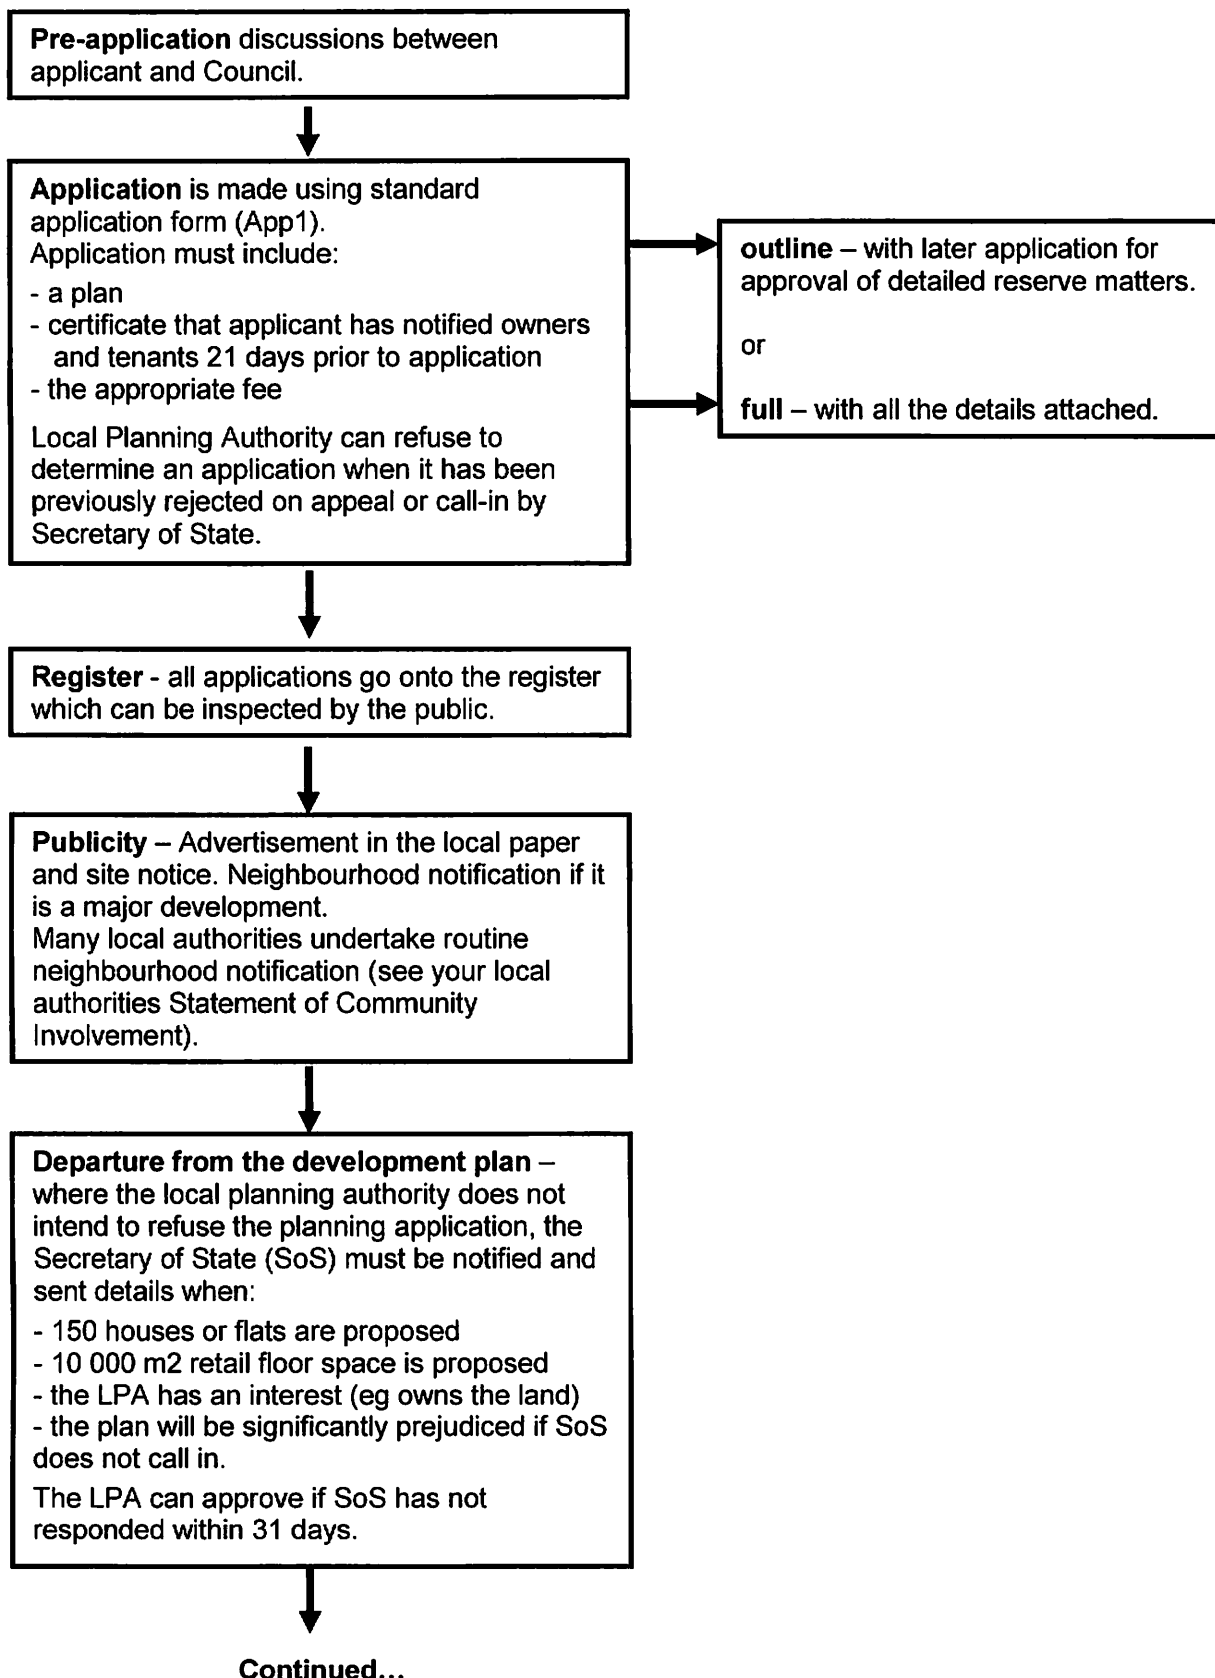 Pre-application discussions between
applicant and Council.
Application is made using standard
application form (App1).
Application must include:
- a plan
- certificate that applicant has notified owners
and tenants 21 days prior to application
- the appropriate fee
Local Planning Authority can refuse to
determine an application when it has been
previously rejected on appeal or call-in by
Secretary of State.
outline – with later application for
approval of detailed reserve matters.
or
full – with all the details attached.
Register - all applications go onto the register
which can be inspected by the public.
Publicity – Advertisement in the local paper
and site notice. Neighbourhood notification if it
is a major development.
Many local authorities undertake routine
neighbourhood notification (see your local
authorities Statement of Community
Involvement).
Departure from the development plan –
where the local planning authority does not
intend to refuse the planning application, the
Secretary of State (SoS) must be notified and
sent details when:
- 150 houses or flats are proposed
- 10 000 m2 retail floor space is proposed
- the LPA has an interest (eg owns the land)
- the plan will be significantly prejudiced if SoS
does not call in.
The LPA can approve if SoS has not
responded within 31 days.
Continued...